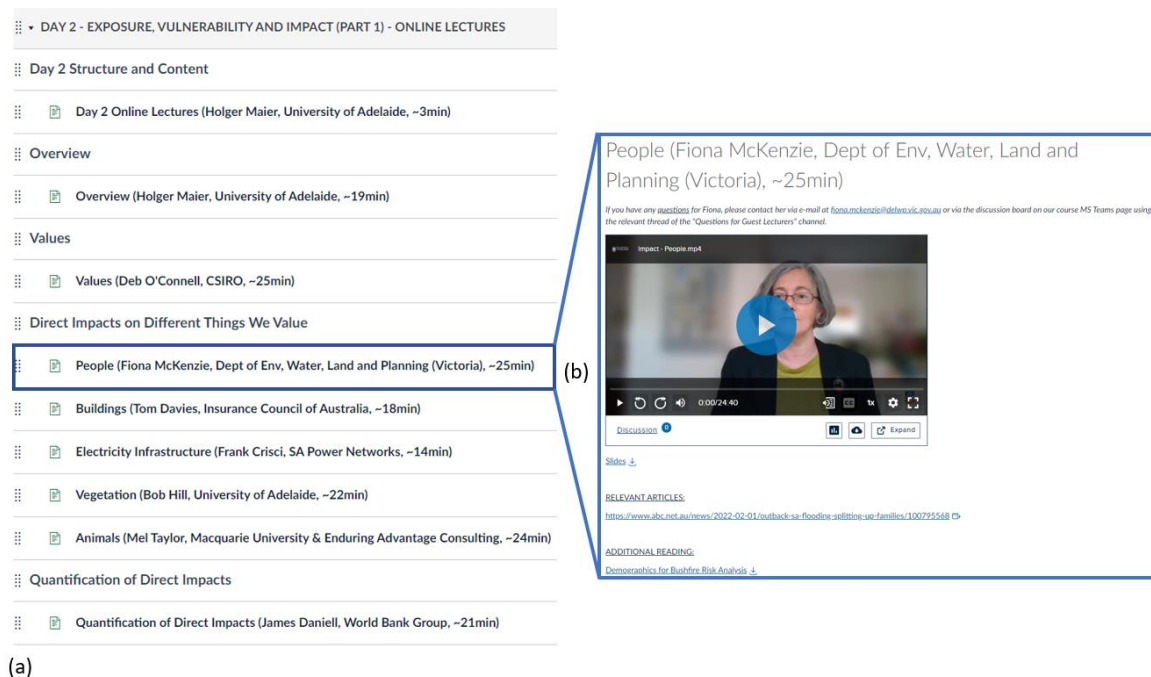 DAY 2 - EXPOSURE, VULNERABILITY AND IMPACT (PART 1) - ONLINE LECTURES
Day 2 Structure and Content
Day 2 Online Lectures (Holger Maier, University of Adelaide, ~3min)
Overview
Overview (Holger Maier, University of Adelaide, ~19min)
Values
Values (Deb O'Connell, CSIRO, ~25min)
Direct Impacts on Different Things We Value
People (Fiona McKenzie, Dept of Env, Water, Land and Planning (Victoria), ~25min)
Buildings (Tom Davies, Insurance Council of Australia, ~18min)
Electricity Infrastructure (Frank Crisci, SA Power Networks, ~14min)
Vegetation (Bob Hill, University of Adelaide, ~22min)
Animals (Mel Taylor, Macquarie University & Enduring Advantage Consulting, ~24min)
Quantification of Direct Impacts
Quantification of Direct Impacts (James Daniell, World Bank Group, ~21min)
(a)
(b)
People (Fiona McKenzie, Dept of Env, Water, Land and
Planning (Victoria), ~25min)
If you have any questions for Fiona, please contact her via e-mail at fiona.mckenzie@delwp.vic.gov.au or via the discussion board on our course MS Teams page using
the relevant thread of the "Questions for Guest Lecturers" channel.
Impact - People.mp4
0:00/24:40
CC
1x
Discussion 0
Expand
Slides
RELEVANT ARTICLES:
https://www.abc.net.au/news/2022-02-01/outback-sa-flooding-splitting-up-families/100795568
ADDITIONAL READING:
Demographics for Bushfire Risk Analysis